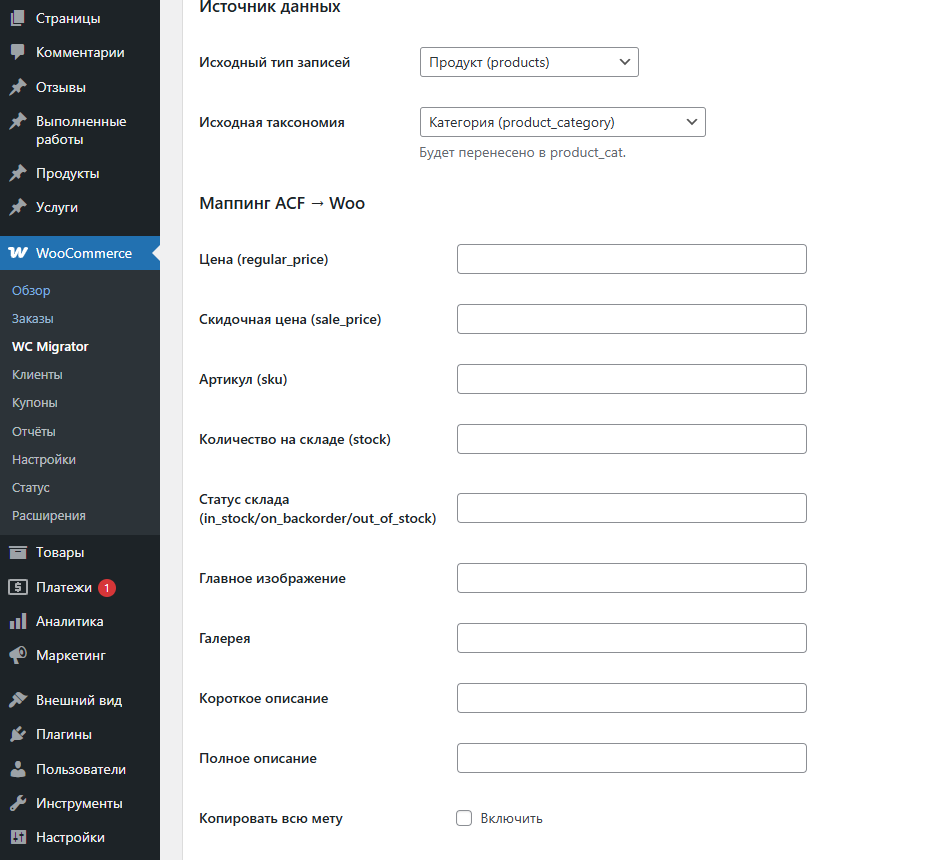 Страницы
Комментарии
Отзывы
Выполненные
работы
Продукты
Услуги
WooCommerce
Обзор
Заказы
WC Migrator
Клиенты
Купоны
Отчёты
Настройки
Статус
Расширения
Товары
Платежи 1
Аналитика
Маркетинг
Внешний вид
Плагины
Пользователи
Инструменты
Настройки
Источник данных
Исходный тип записей
Продукт (products)
Исходная таксономия
Категория (product_category)
Будет перенесено в product_cat.
Маппинг ACF → Woo
Цена (regular_price)
Скидочная цена (sale_price)
Артикул (sku)
Количество на складе (stock)
Статус склада
(in_stock/on_backorder/out_of_stock)
Главное изображение
Галерея
Короткое описание
Полное описание
Копировать всю мету
Включить